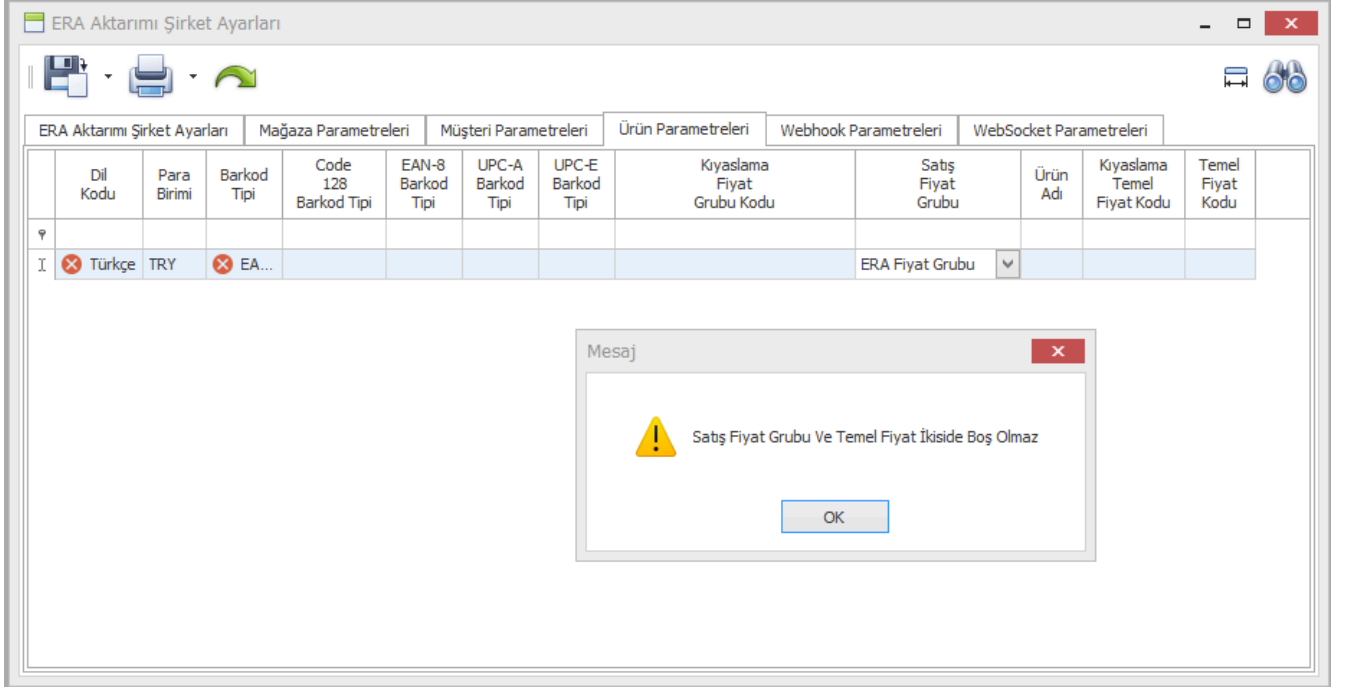 ERA Aktarımı Şirket Ayarları
ERA Aktarımı Şirket Ayarları Mağaza Parametreleri Müşteri Parametreleri Ürün Parametreleri Webhook Parametreleri WebSocket Parametreleri
Dil
Kodu
Para
Birimi
Barkod
Tipi
Code
128
Barkod Tipi
EAN-8
Barkod
Tipi
UPC-A
Barkod
Tipi
UPC-E
Barkod
Tipi
Kıyaslama
Fiyat
Grubu Kodu
Satış
Fiyat
Grubu
Ürün
Adı
Kıyaslama
Temel
Fiyat Kodu
Temel
Fiyat
Kodu
Türkçe TRY EA... ERA Fiyat Grubu
Mesaj
Satış Fiyat Grubu Ve Temel Fiyat İkiside Boş Olmaz
OK